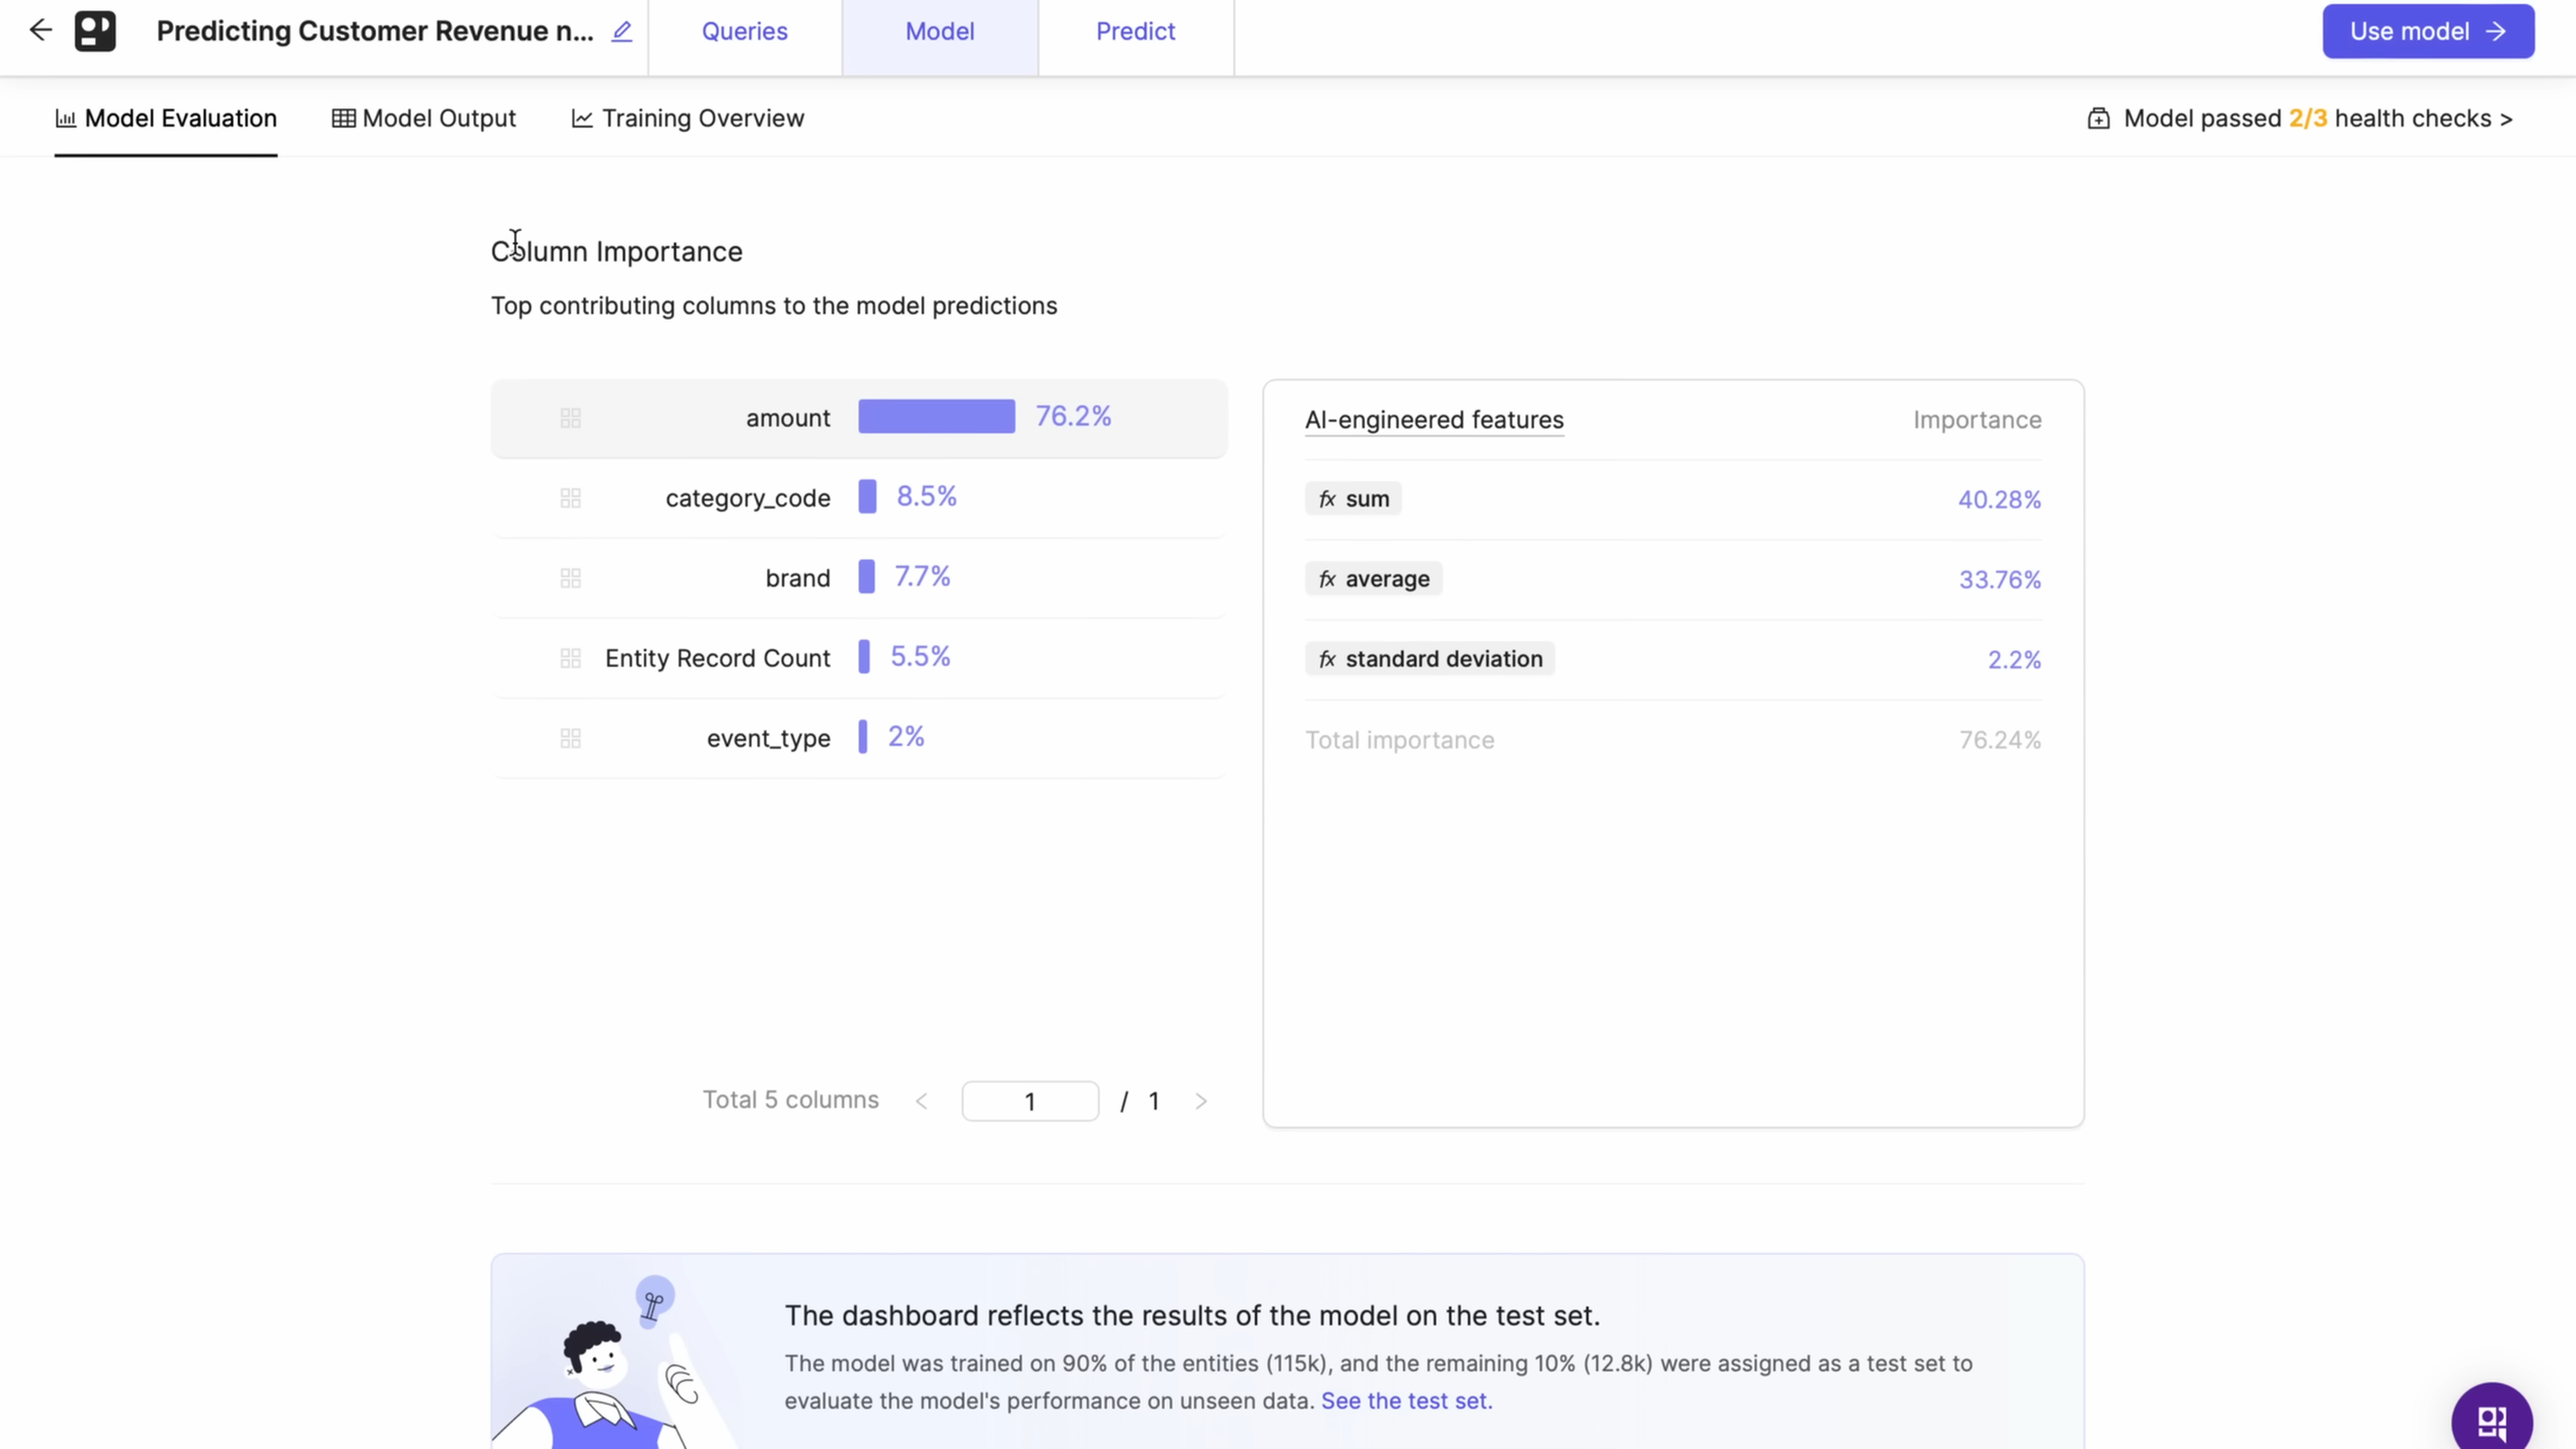 Predicting Customer Revenue n...
Queries
Model
Predict
Use model
Model Evaluation
Model Output
Training Overview
Model passed 2/3 health checks >
Column Importance
Top contributing columns to the model predictions
amount 76.2%
category_code 8.5%
brand 7.7%
Entity Record Count 5.5%
event_type 2%
Total 5 columns < 1 / 1 >
AI-engineered features Importance
fx sum 40.28%
fx average 33.76%
fx standard deviation 2.2%
Total importance 76.24%
The dashboard reflects the results of the model on the test set.
The model was trained on 90% of the entities (115k), and the remaining 10% (12.8k) were assigned as a test set to
evaluate the model's performance on unseen data. See the test set.